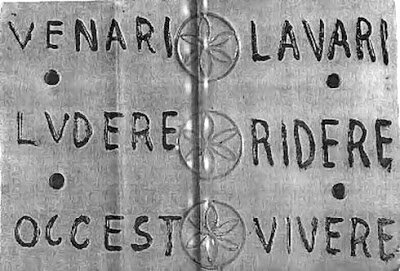 VENARI LAVARI
LVDERE RIDERE
OCCEST VIVERE